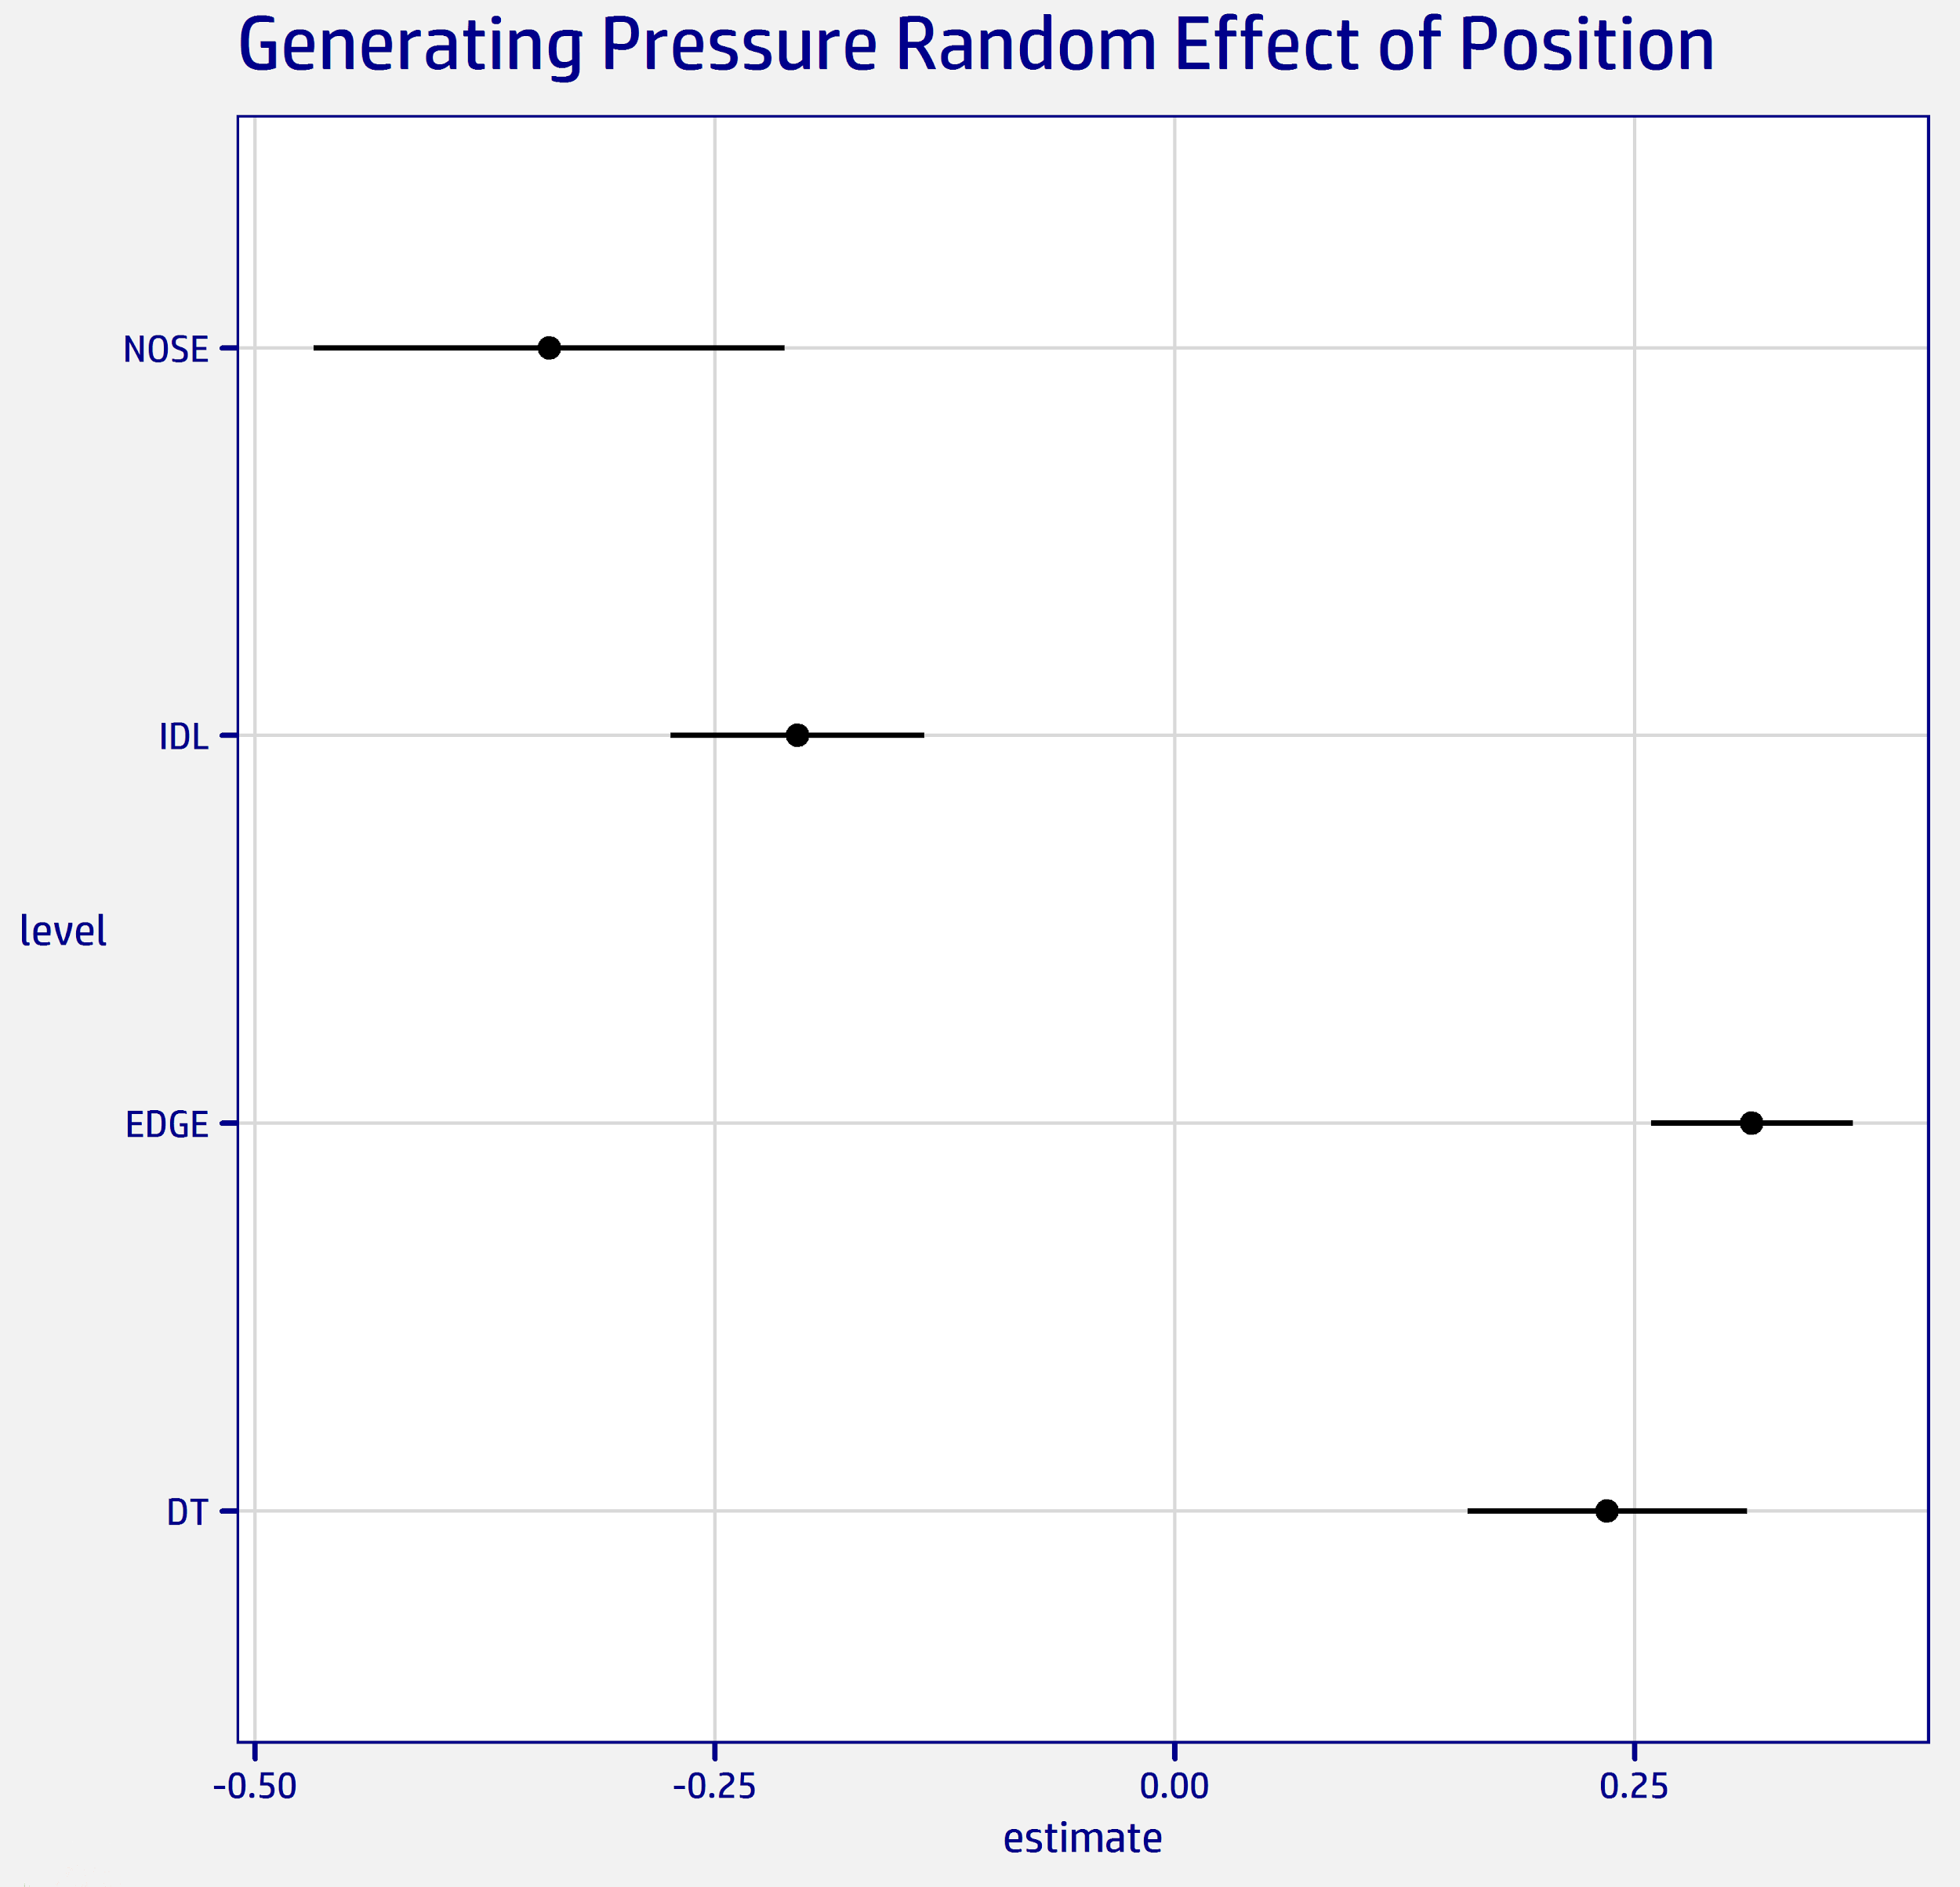 Generating Pressure Random Effect of Position
NOSE
IDL
level
EDGE
DT
-0.50 -0.25 0.00 0.25
estimate